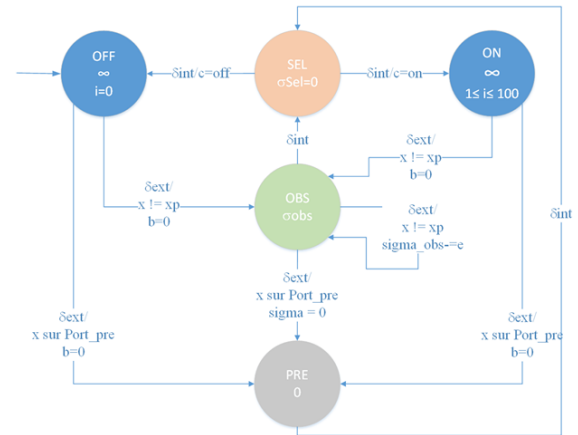 OFF
∞
i=0
SEL
σSel=0
ON
∞
1≤ i≤ 100
δint/c=off
δint/c=on
δint
δext/
x != xp
b=0
δext/
x != xp
b=0
OBS
σobs
δext/
x != xp
sigma_obs-=e
δint
δext/
x sur Port_pre
sigma = 0
δext/
x sur Port_pre
b=0
δext/
x sur Port_pre
b=0
PRE
0